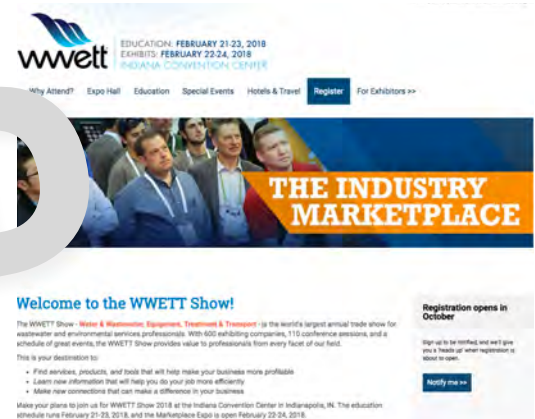 wwett
EDUCATION: FEBRUARY 21-23, 2018
EXHIBITS: FEBRUARY 22-24, 2018
INDIANA CONVENTION CENTER
Why Attend? Expo Hall Education Special Events Hotels & Travel Register For Exhibitors >>
THE INDUSTRY
MARKETPLACE
Welcome to the WWETT Show!
The WWETT Show - Water & Wastewater, Equipment, Treatment & Transport - is the world's largest annual trade show for
wastewater and environmental services professionals. With 600 exhibiting companies, 110 conference sessions, and a
schedule of great events, the WWETT Show provides value to professionals from every facet of our field.
This is your destination to:
• Find services, products, and tools that will help make your business more profitable
• Learn new information that will help you do your job more efficiently
• Make new connections that can make a difference in your business
Make your plans to join us for WWETT Show 2018 at the Indiana Convention Center in Indianapolis, IN. The education
schedule runs February 21-23, 2018, and the Marketplace Expo is open February 22-24, 2018.
Registration opens in
October
Sign up to be notified, and we'll give
you a 'heads up' when registration is
about to open.
Notify me >>